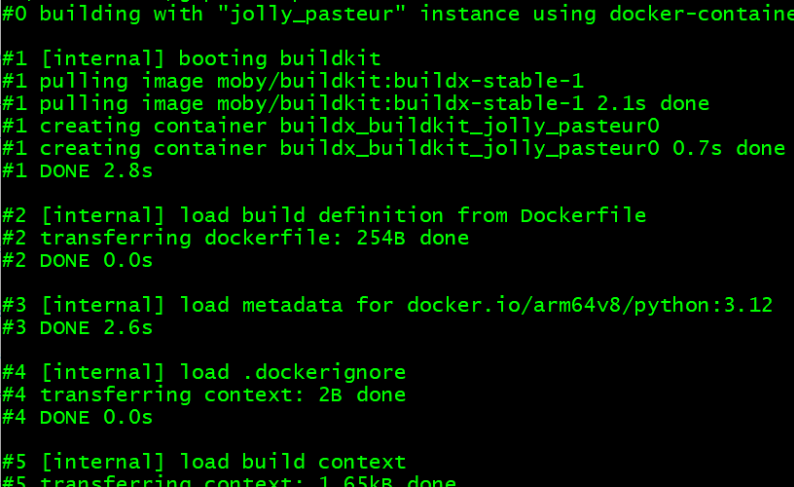 #0 building with "jolly_pasteur" instance using docker-containe
#1 [internal] booting buildkit
#1 pulling image moby/buildkit:buildx-stable-1
#1 pulling image moby/buildkit:buildx-stable-1 2.1s done
#1 creating container buildx_buildkit_jolly_pasteur0
#1 creating container buildx_buildkit_jolly_pasteur0 0.7s done
#1 DONE 2.8s
#2 [internal] load build definition from Dockerfile
#2 transferring dockerfile: 254B done
#2 DONE 0.0s
#3 [internal] load metadata for docker.io/arm64v8/python:3.12
#3 DONE 2.6s
#4 [internal] load .dockerignore
#4 transferring context: 2B done
#4 DONE 0.0s
#5 [internal] load build context
#5 transferring context: 1.65kB done